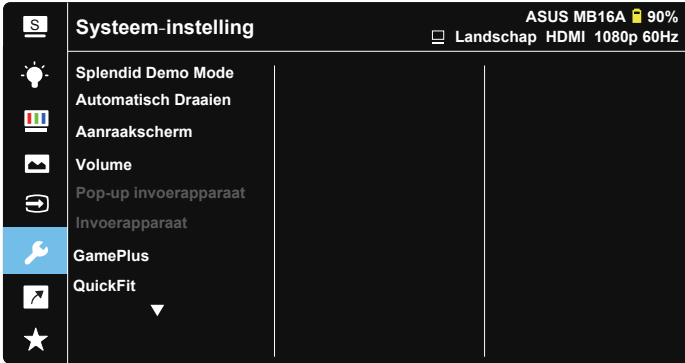 S
Systeem-instelling
ASUS MB16A 90%
Landschap HDMI 1080p 60Hz
Splendid Demo Mode
Automatisch Draaien
Aanraakscherm
Volume
Pop-up invoerapparaat
Invoerapparaat
GamePlus
QuickFit